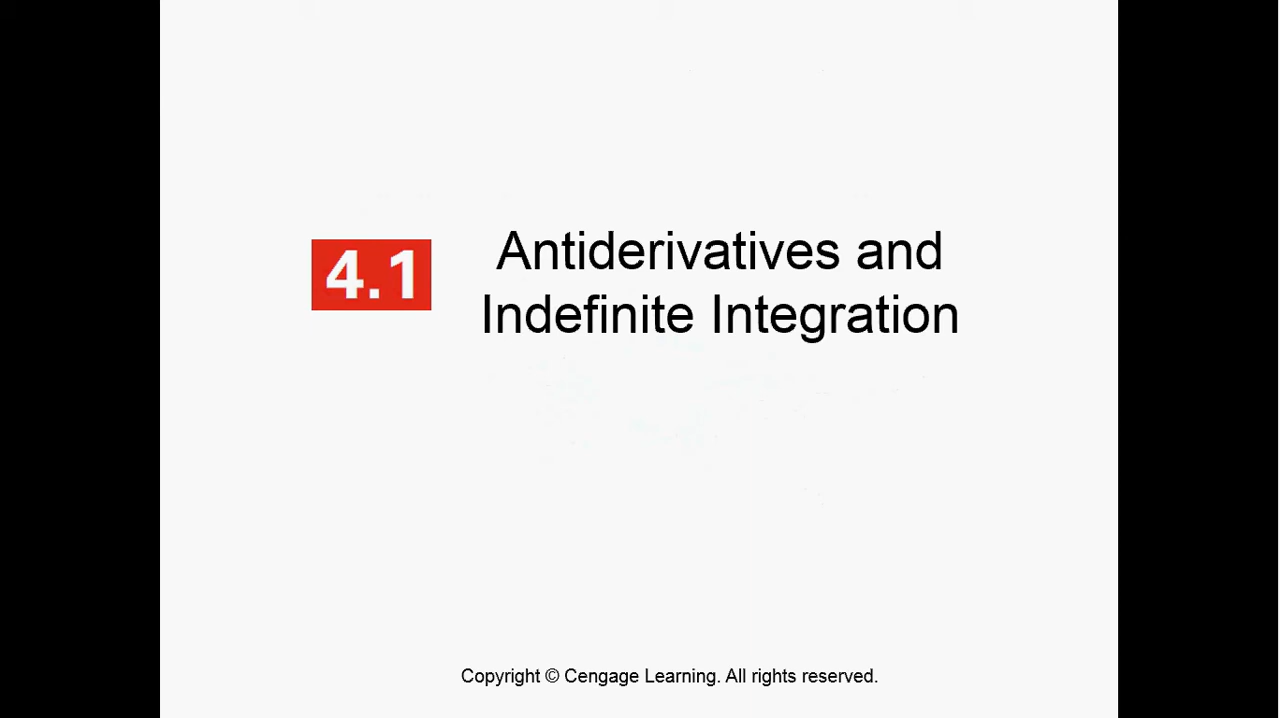 4.1
Antiderivatives and
Indefinite Integration
Copyright © Cengage Learning. All rights reserved.